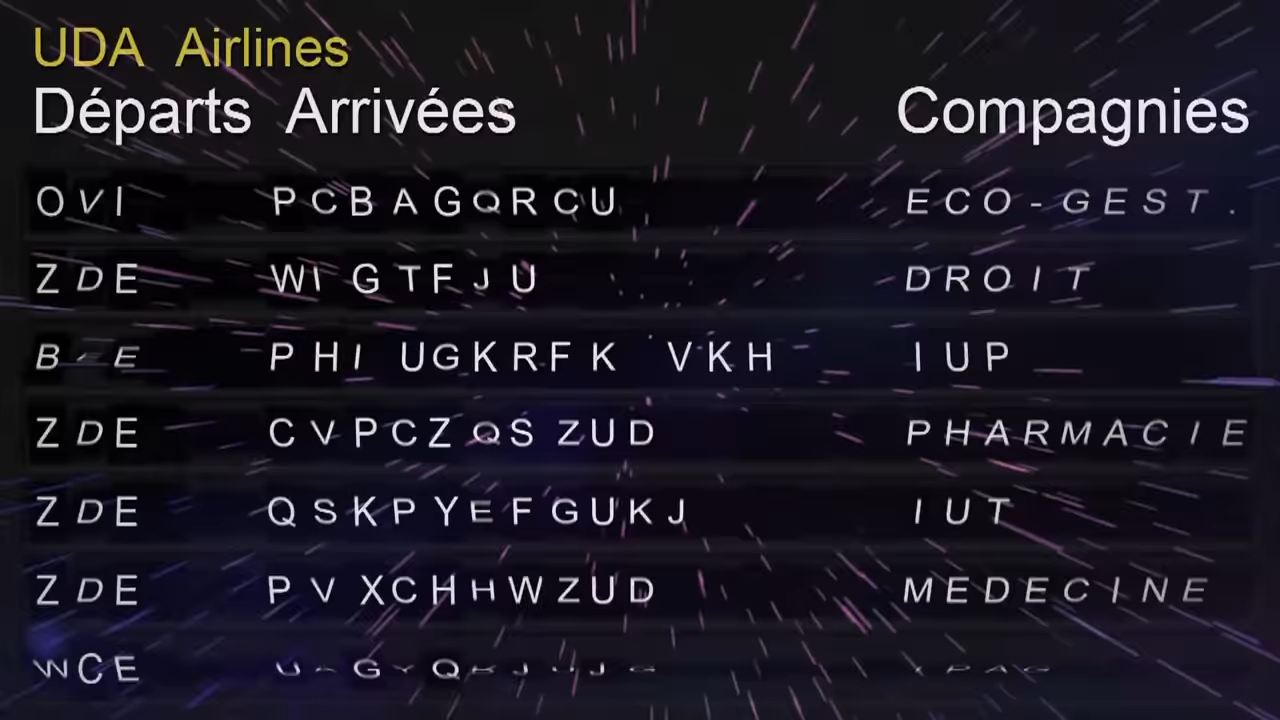 UDA Airlines
Départs Arrivées Compagnies
OVI PCBAGQRCU ECO-GEST.
ZDE WI GTFJU DROIT
PHI UGKRFK VKH IUP
ZDE CVPCZQS ZUD PHARMACIE
ZDE QSKPYEFGUKJ IUT
ZDE PV XCHHWZUD MEDECINE
WCE